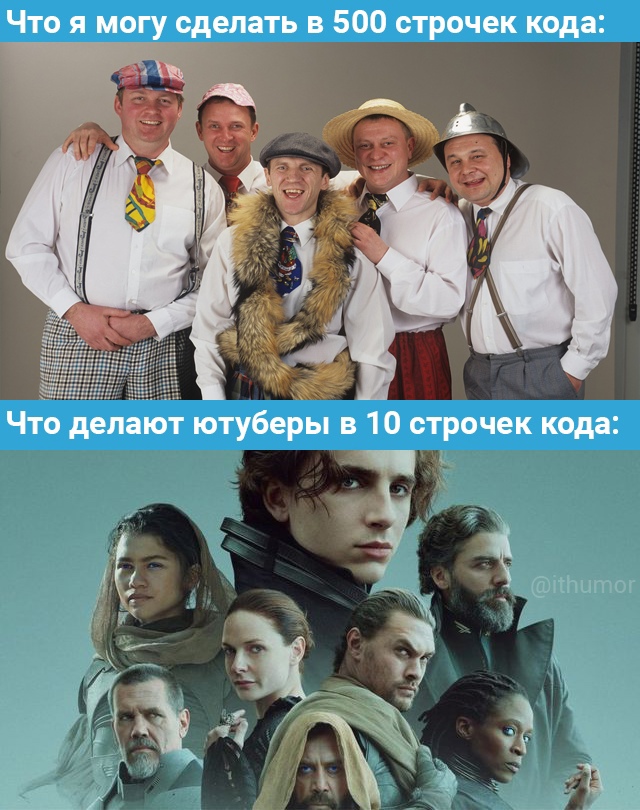 Что я могу сделать в 500 строчек кода:
Что делают ютуберы в 10 строчек кода:
@ithumor